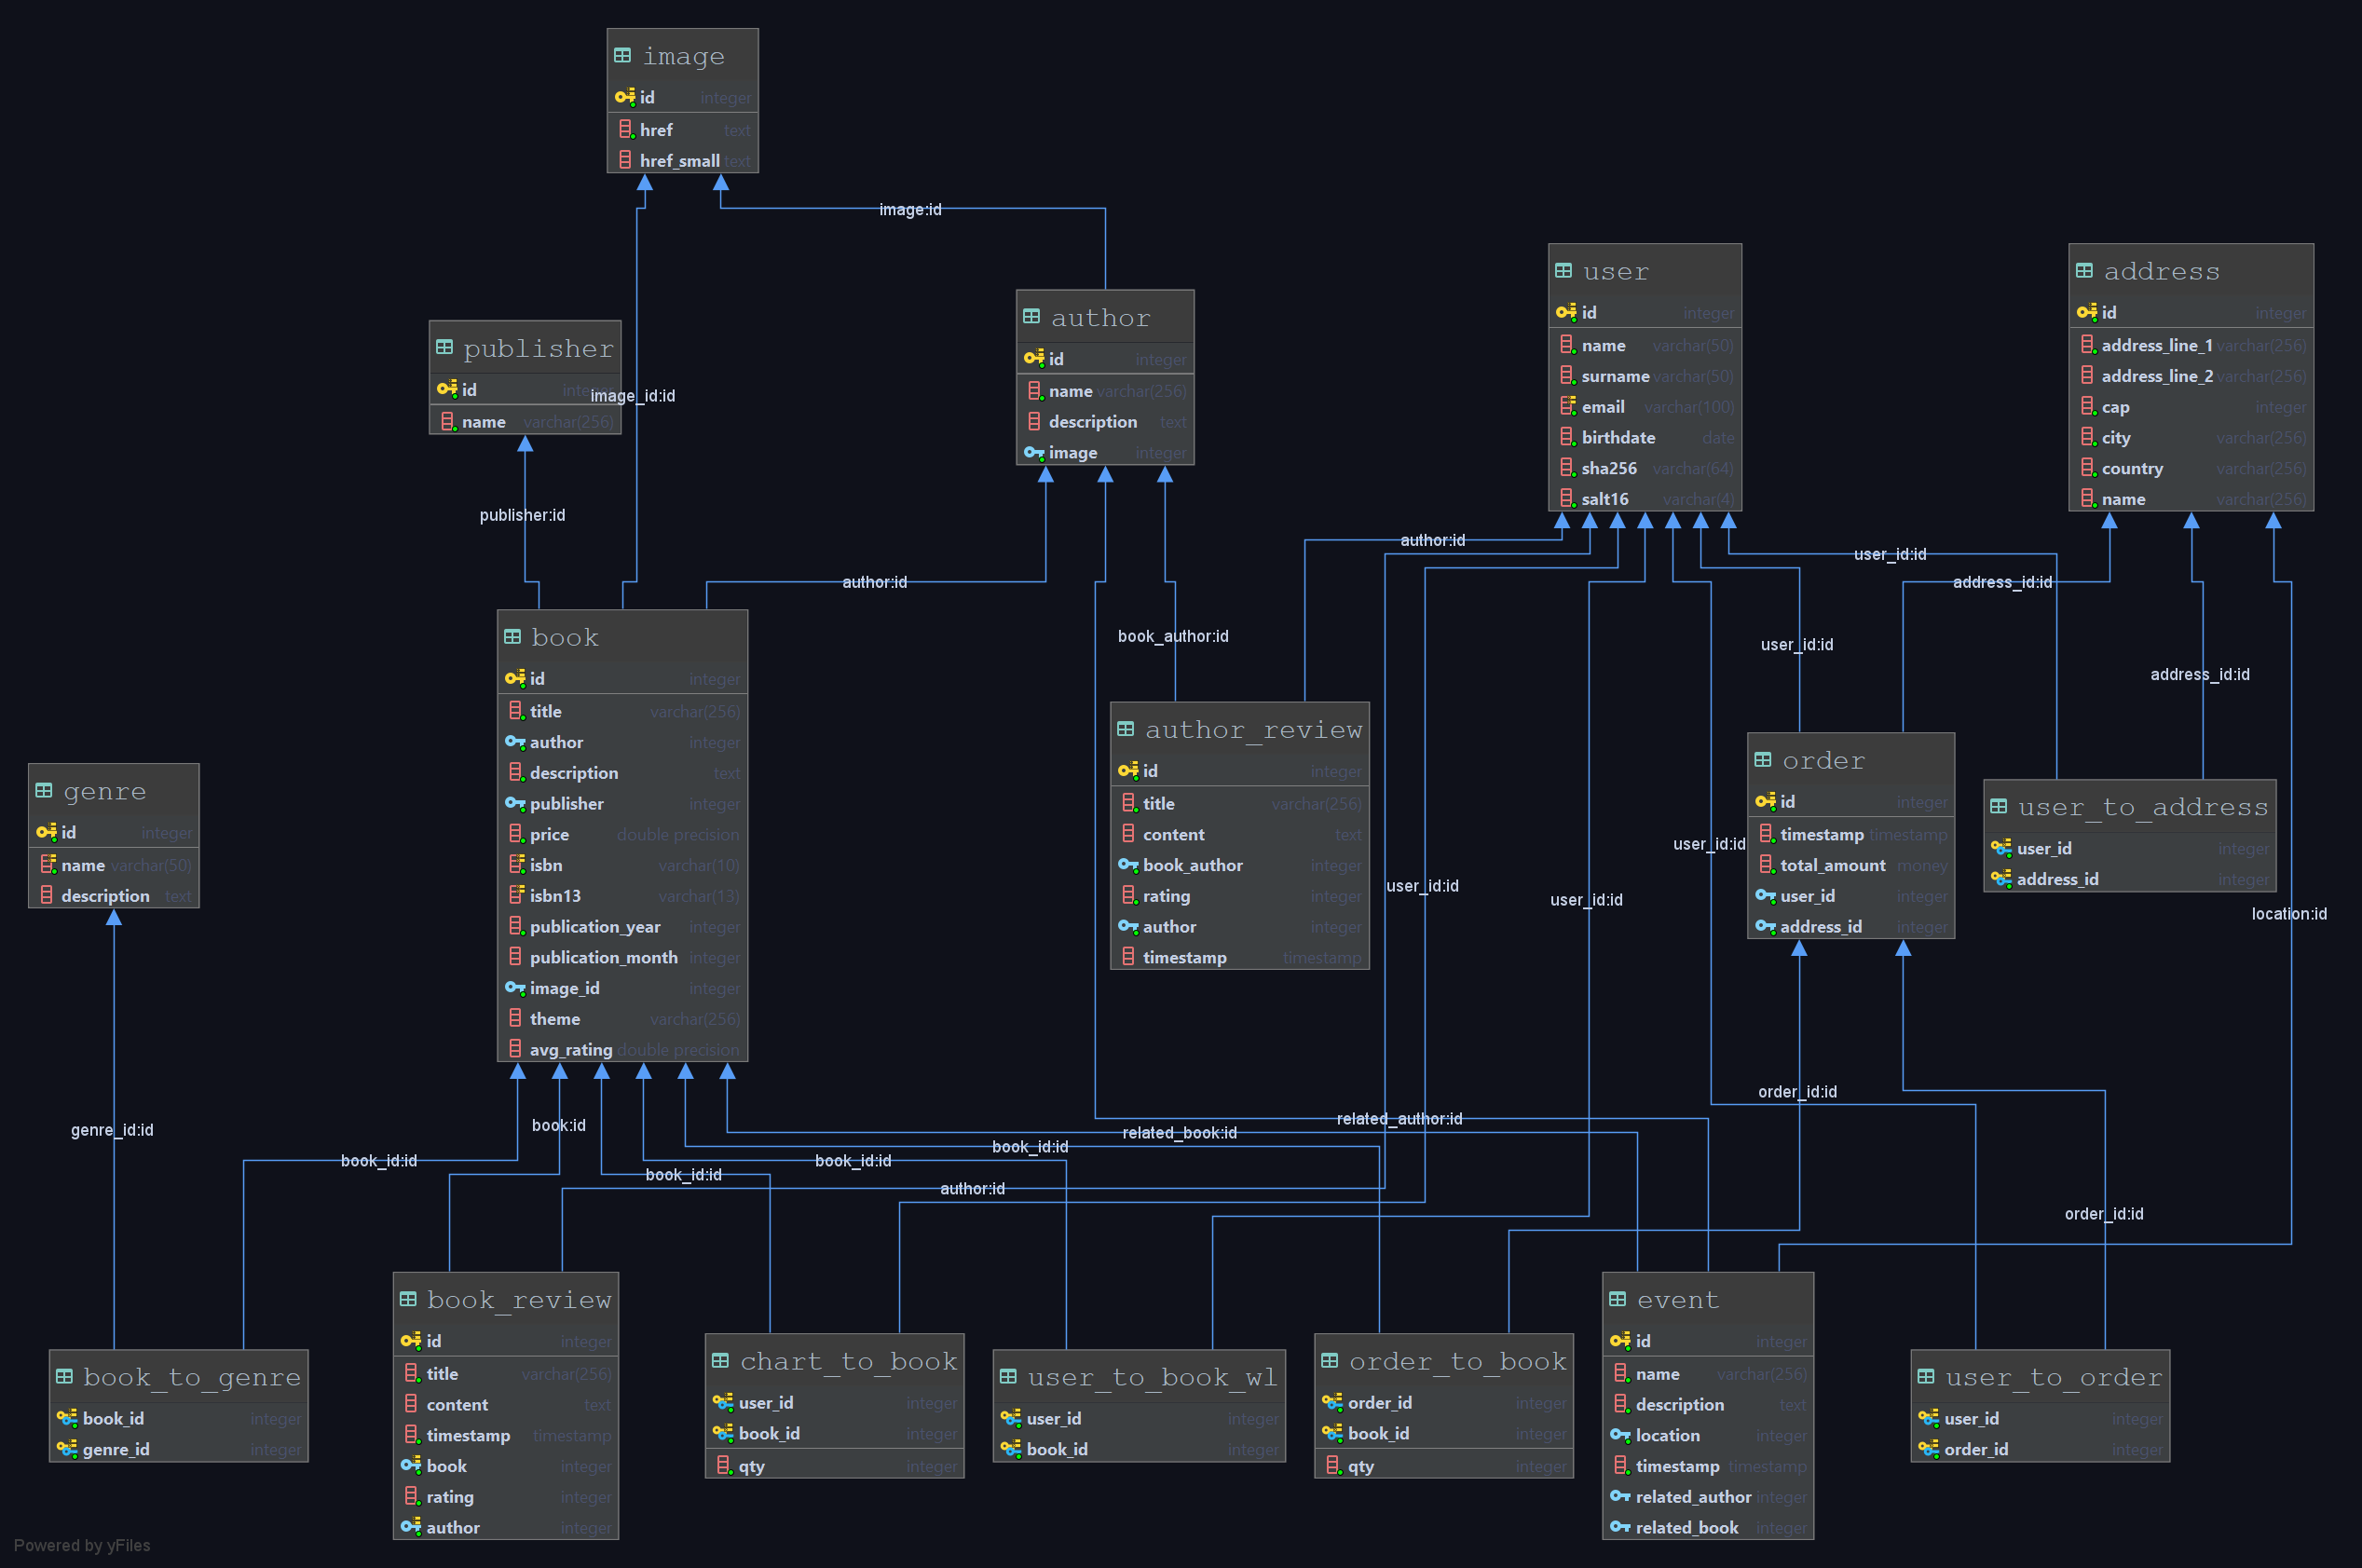 image
id integer
href text
href_small text
image:id
user
id integer
name varchar(50)
surname varchar(50)
email varchar(100)
birthdate date
sha256 varchar(64)
salt16 varchar(4)
address
id integer
address_line_1 varchar(256)
address_line_2 varchar(256)
cap integer
city varchar(256)
country varchar(256)
name varchar(256)
author
id integer
name varchar(256)
description text
image integer
publisher
id integer
name varchar(256)
image_id:id
publisher:id
author:id
author:id
user_id:id
address_id:id
book_author:id
user_id:id
address_id:id
book
id integer
title varchar(256)
author integer
description text
publisher integer
price double precision
isbn varchar(10)
isbn13 varchar(13)
publication_year integer
publication_month integer
image_id integer
theme varchar(256)
avg_rating double precision
author_review
id integer
title varchar(256)
content text
book_author integer
rating integer
author integer
timestamp timestamp
order
id integer
timestamp timestamp
total_amount money
user_id integer
address_id integer
user_to_address
user_id integer
address_id integer
genre
id integer
name varchar(50)
description text
user_id:id
user_id:id
user_id:id
location:id
order_id:id
genre_id:id
book:id
related_author:id
related_book:id
book_id:id
book_id:id
book_id:id
book_id:id
author:id
order_id:id
book_to_genre
book_id integer
genre_id integer
book_review
id integer
title varchar(256)
content text
timestamp timestamp
book integer
rating integer
author integer
chart_to_book
user_id integer
book_id integer
qty integer
user_to_book_wl
user_id integer
book_id integer
order_to_book
order_id integer
book_id integer
qty integer
event
id integer
name varchar(256)
description text
location integer
timestamp timestamp
related_author integer
related_book integer
user_to_order
user_id integer
order_id integer
Powered by yFiles